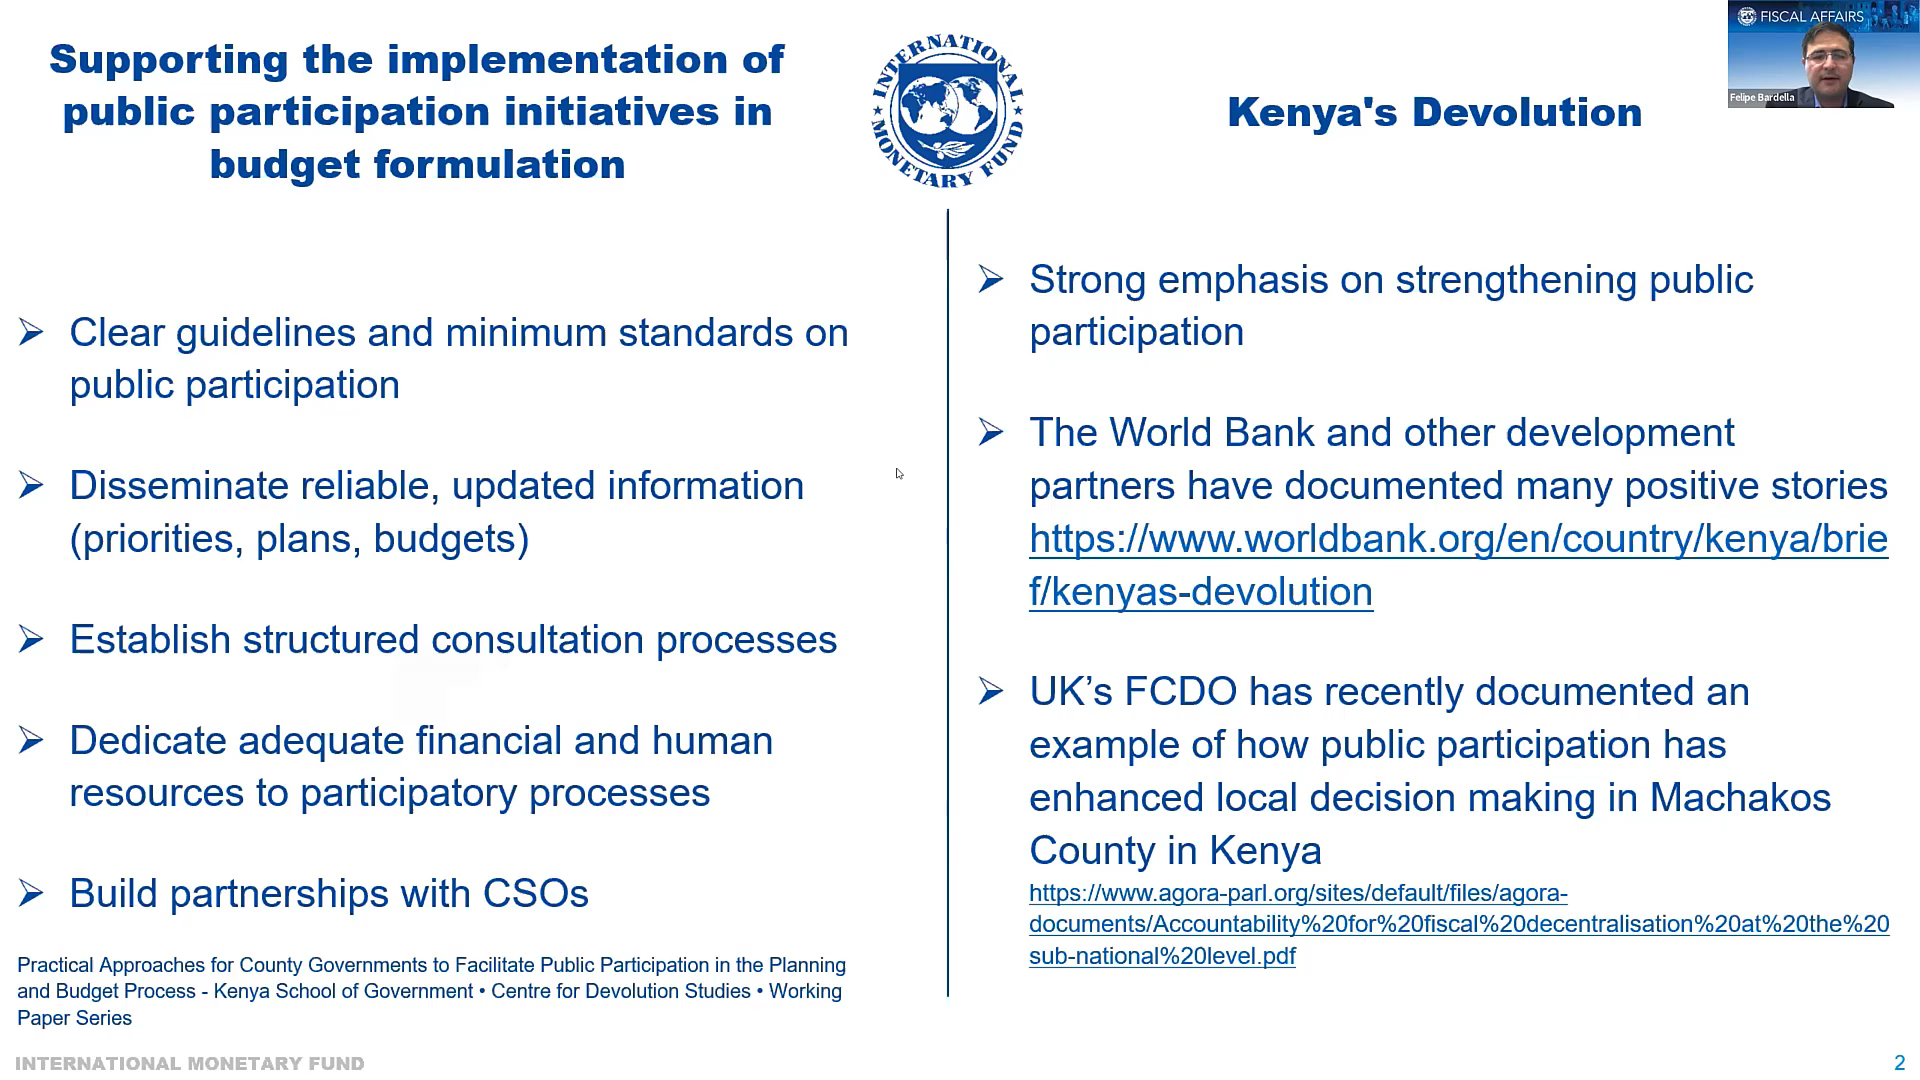 Supporting the implementation of
public participation initiatives in
budget formulation
Clear guidelines and minimum standards on
public participation
Disseminate reliable, updated information
(priorities, plans, budgets)
Establish structured consultation processes
Dedicate adequate financial and human
resources to participatory processes
Build partnerships with CSOs
Practical Approaches for County Governments to Facilitate Public Participation in the Planning
and Budget Process - Kenya School of Government • Centre for Devolution Studies • Working
Paper Series
INTERNATIONAL MONETARY FUND
INTERNATIONAL MONETARY FUND
Kenya's Devolution
Strong emphasis on strengthening public
participation
The World Bank and other development
partners have documented many positive stories
https://www.worldbank.org/en/country/kenya/brie
f/kenyas-devolution
UK’s FCDO has recently documented an
example of how public participation has
enhanced local decision making in Machakos
County in Kenya
https://www.agora-parl.org/sites/default/files/agora-
documents/Accountability%20for%20fiscal%20decentralisation%20at%20the%20
sub-national%20level.pdf
2
FISCAL AFFAIRS
Felipe Bardella